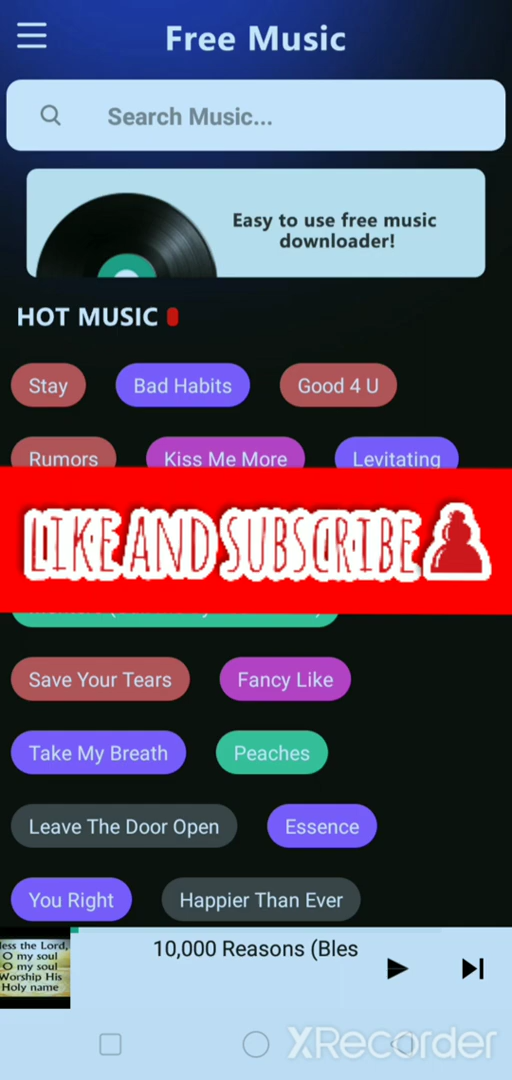 Free Music
Search Music...
Easy to use free music
downloader!
HOT MUSIC
Stay
Bad Habits
Good 4 U
Rumors
Kiss Me More
Levitating
LIKE AND SUBSCRIBE
Save Your Tears
Fancy Like
Take My Breath
Peaches
Leave The Door Open
Essence
You Right
Happier Than Ever
less the Lord,
O my soul
O my soul
Worship His
Holy name
10,000 Reasons (Bles
XRecorder